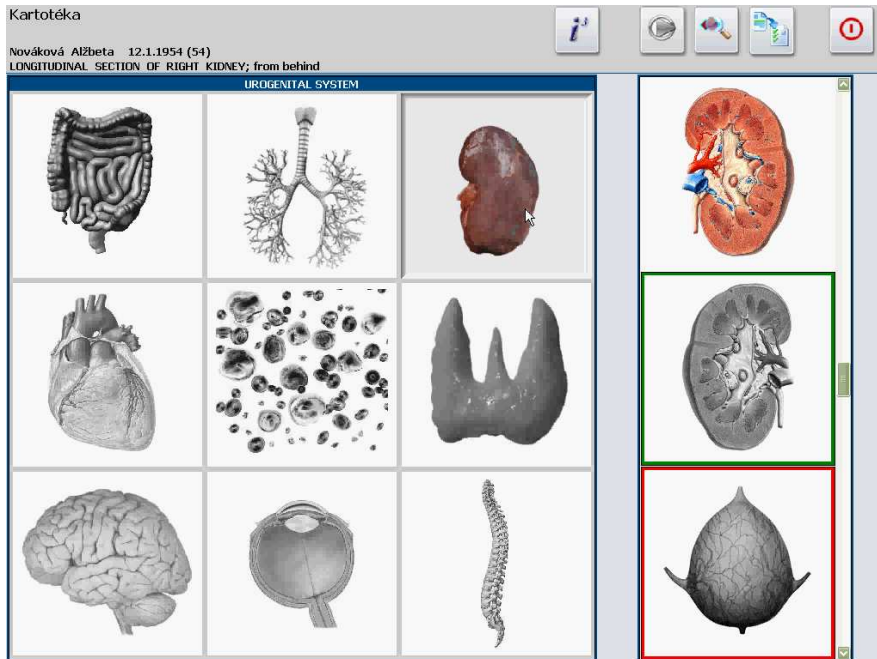 Kartotéka
Nováková Alžbeta 12.1.1954 (54)
LONGITUDINAL SECTION OF RIGHT KIDNEY; from behind
UROGENITAL SYSTEM